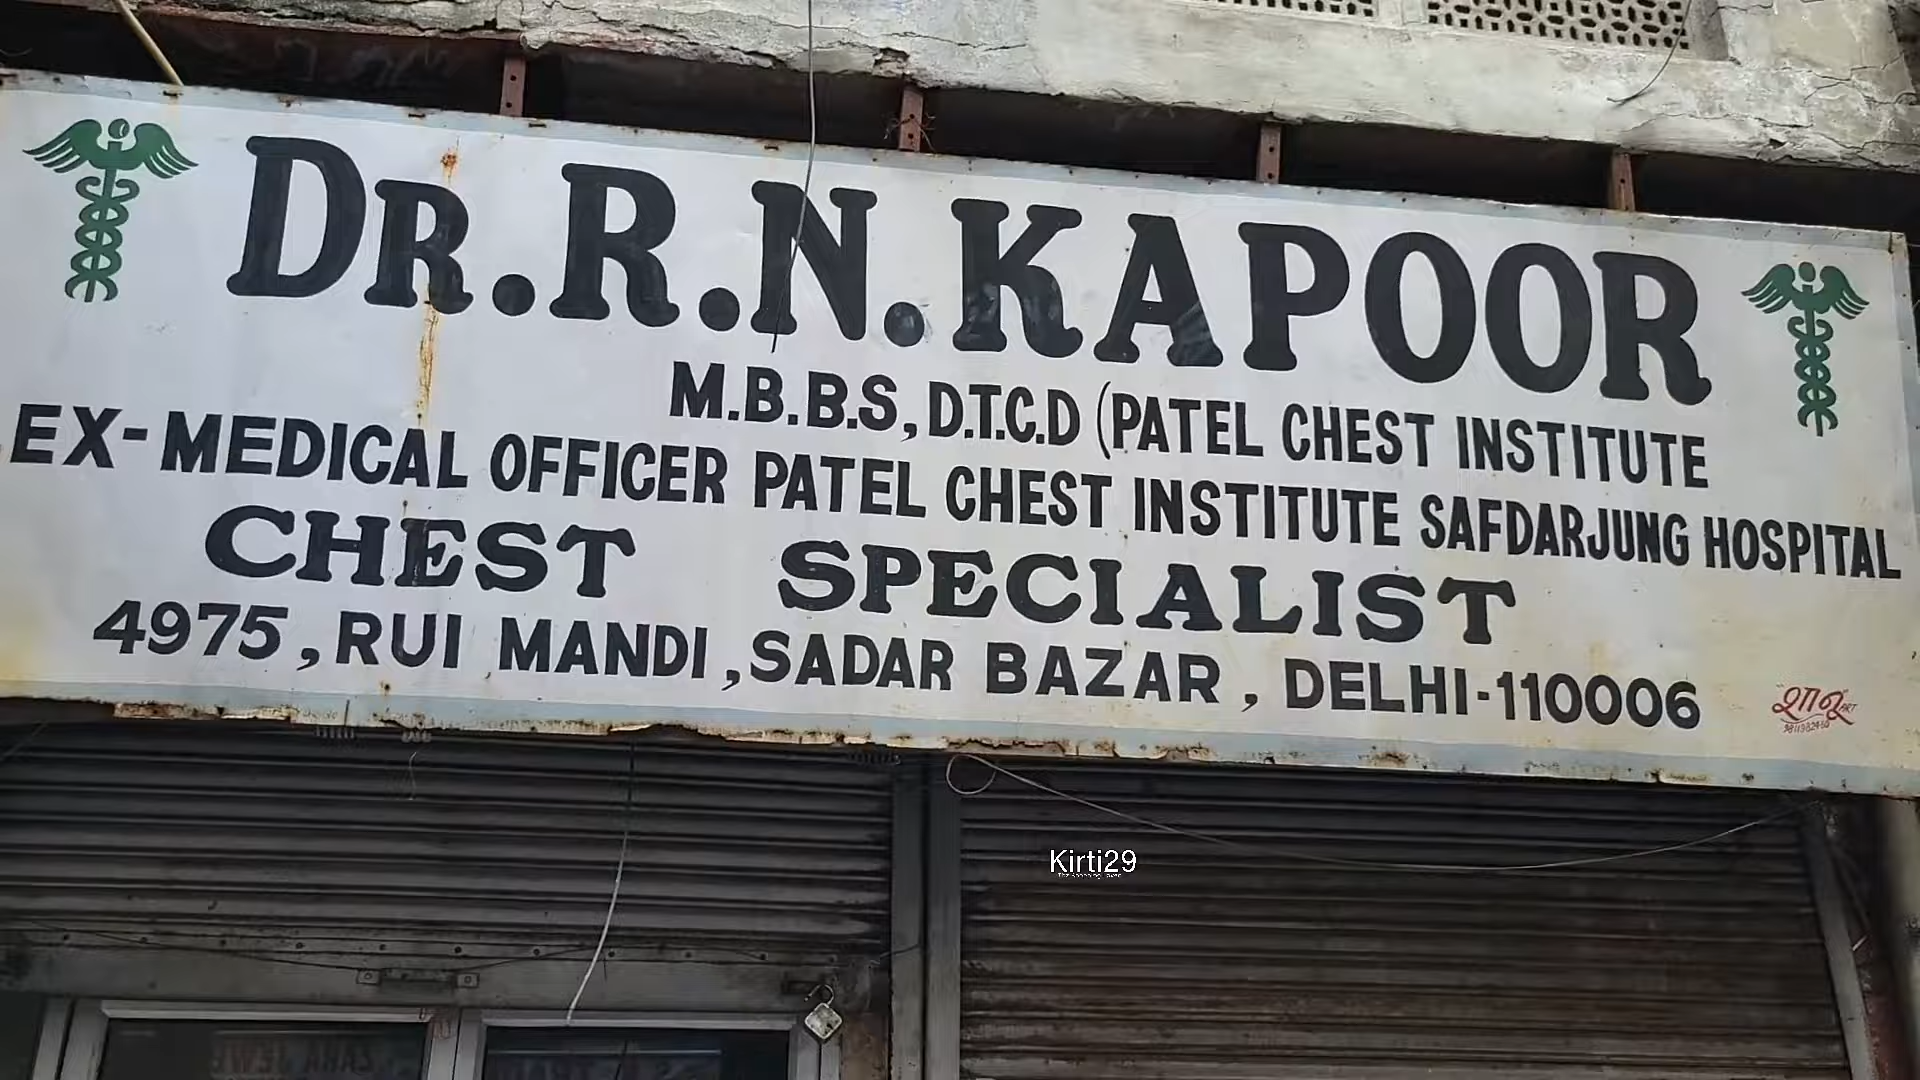 DR.R.N.KAPOOR
M.B.B.S, D.T.C.D (PATEL CHEST INSTITUTE
EX-MEDICAL OFFICER PATEL CHEST INSTITUTE SAFDARJUNG HOSPITAL
CHEST SPECIALIST
4975, RUI MANDI, SADAR BAZAR, DELHI-110006
ART
Kirti29